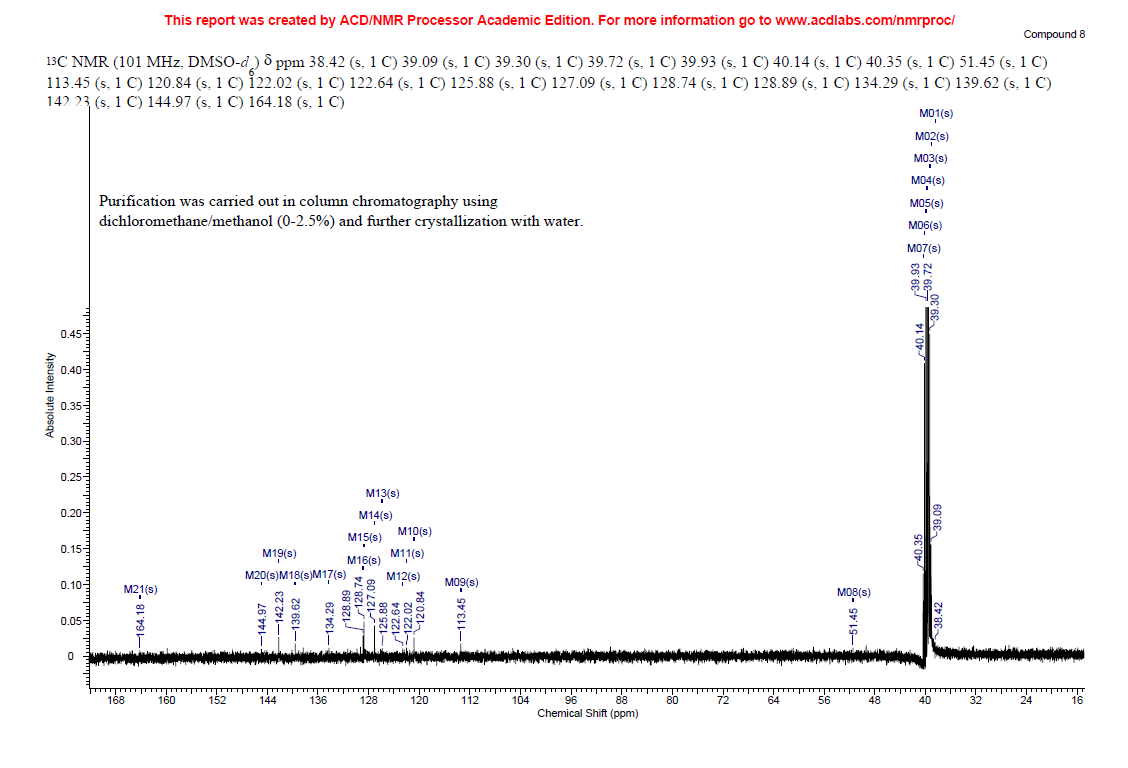 This report was created by ACD/NMR Processor Academic Edition. For more information go to www.acdlabs.com/nmrproc/
Compound 8
13C NMR (101 MHz, DMSO-d6) δ ppm 38.42 (s, 1 C) 39.09 (s, 1 C) 39.30 (s, 1 C) 39.72 (s, 1 C) 39.93 (s, 1 C) 40.14 (s, 1 C) 40.35 (s, 1 C) 51.45 (s, 1 C)
113.45 (s, 1 C) 120.84 (s, 1 C) 122.02 (s, 1 C) 122.64 (s, 1 C) 125.88 (s, 1 C) 127.09 (s, 1 C) 128.74 (s, 1 C) 128.89 (s, 1 C) 134.29 (s, 1 C) 139.62 (s, 1 C)
142.23 (s, 1 C) 144.97 (s, 1 C) 164.18 (s, 1 C)
M01(s)
M02(s)
M03(s)
M04(s)
M05(s)
M06(s)
M07(s)
Purification was carried out in column chromatography using
dichloromethane/methanol (0-2.5%) and further crystallization with water.
39.93
39.72
39.30
40.14
40.35
39.09
38.42
M13(s)
M14(s)
M15(s)
M10(s)
M19(s)
M16(s)
M11(s)
M20(s)
M18(s)
M17(s)
M12(s)
M21(s)
M09(s)
M08(s)
164.18
144.97
142.23
139.62
134.29
128.89
128.74
127.09
125.88
122.64
122.02
120.84
113.45
51.45
Absolute Intensity
0.45
0.40
0.35
0.30
0.25
0.20
0.15
0.10
0.05
0
168 160 152 144 136 128 120 112 104 96 88 80 72 64 56 48 40 32 24 16
Chemical Shift (ppm)